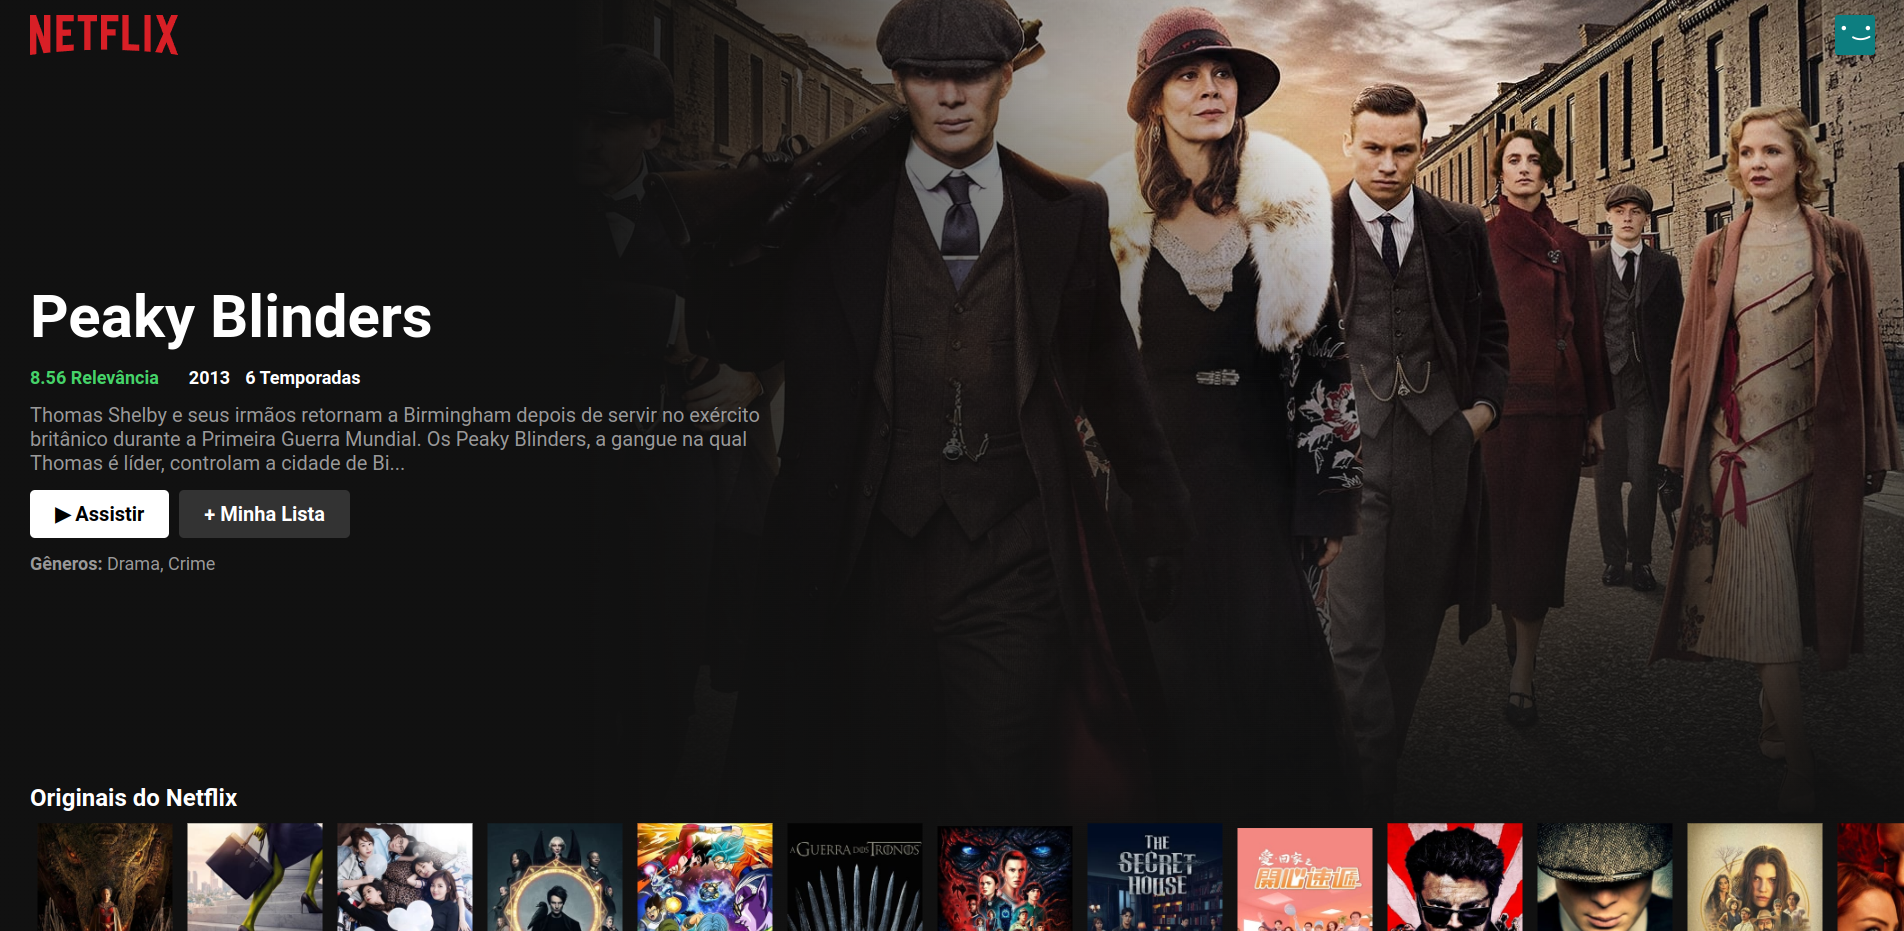 NETFLIX
Peaky Blinders
8.56 Relevância 2013 6 Temporadas
Thomas Shelby e seus irmãos retornam a Birmingham depois de servir no exército
britânico durante a Primeira Guerra Mundial. Os Peaky Blinders, a gangue na qual
Thomas é líder, controlam a cidade de Bi...
▶ Assistir
+ Minha Lista
Gêneros: Drama, Crime
Originais do Netflix
A GUERRA DOS TRONOS
THE
SECRET
HOUSE
愛·回家之
開心速遞